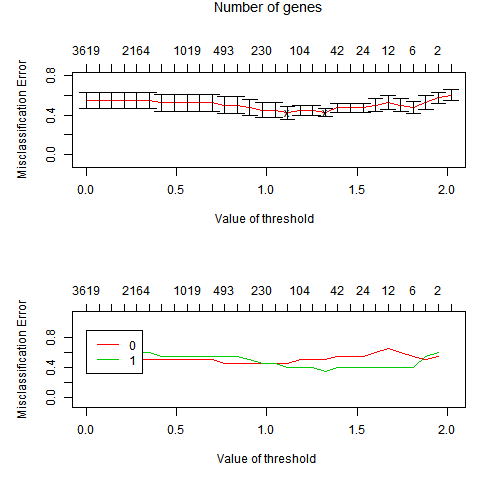 Number of genes
3619 2164 1019 493 230 104 42 24 12 6 2
Misclassification Error
0.8
0.4
0.0
0.0 0.5 1.0 1.5 2.0
Value of threshold
3619 2164 1019 493 230 104 42 24 12 6 2
Misclassification Error
0.8
0.4
0.0
0
1
0.0 0.5 1.0 1.5 2.0
Value of threshold